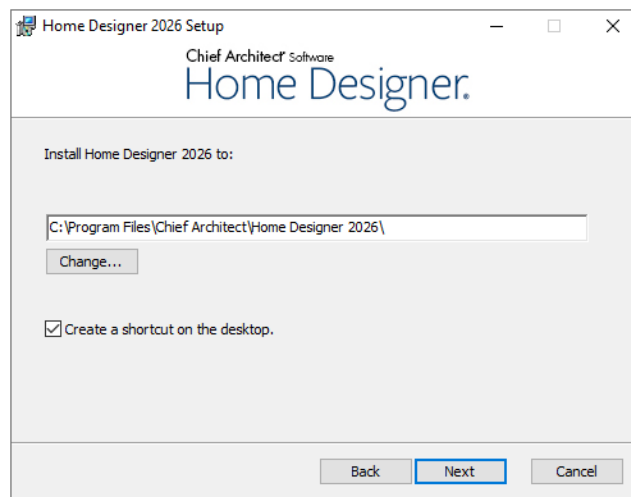 Home Designer 2026 Setup
Chief Architect® Software
Home Designer®
Install Home Designer 2026 to:
C:\Program Files\Chief Architect\Home Designer 2026\
Change...
Create a shortcut on the desktop.
Back Next Cancel